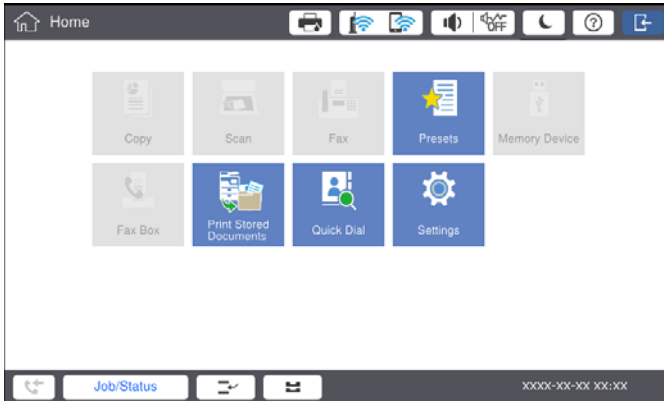 Home
OFF
?
Copy
Scan
Fax
Presets
Memory Device
Fax Box
Print Stored
Documents
Quick Dial
Settings
Job/Status
XXXX-XX-XX XX:XX